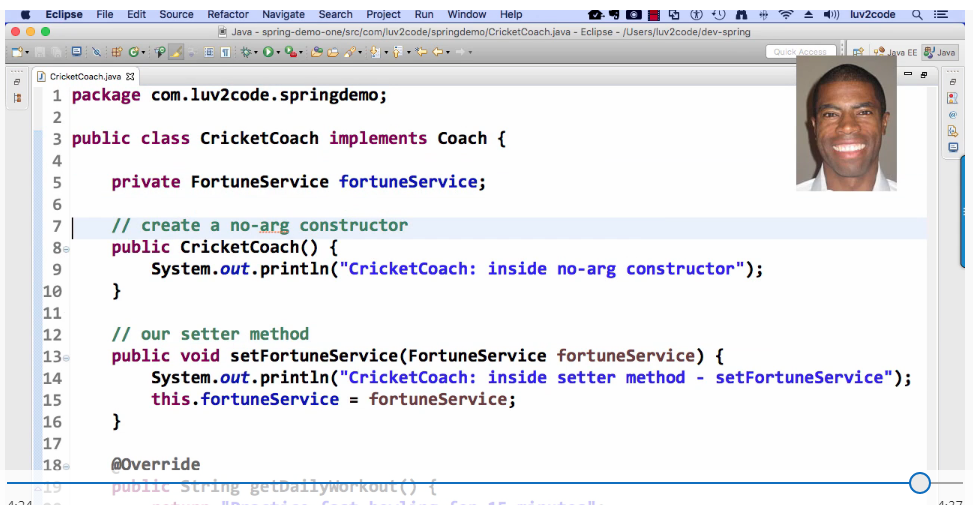 Eclipse File Edit Source Refactor Navigate Search Project Run Window Help luv2code
Java - spring-demo-one/src/com/luv2code/springdemo/CricketCoach.java - Eclipse - /Users/luv2code/dev-spring
Quick Access Java EE Java
CricketCoach.java
1 package com.luv2code.springdemo;
2
3 public class CricketCoach implements Coach {
4
5 private FortuneService fortuneService;
6
7 // create a no-arg constructor
8 public CricketCoach() {
9 System.out.println("CricketCoach: inside no-arg constructor");
10 }
11
12 // our setter method
13 public void setFortuneService(FortuneService fortuneService) {
14 System.out.println("CricketCoach: inside setter method - setFortuneService");
15 this.fortuneService = fortuneService;
16 }
17
18 @Override
19 public String getDailyWorkout() {